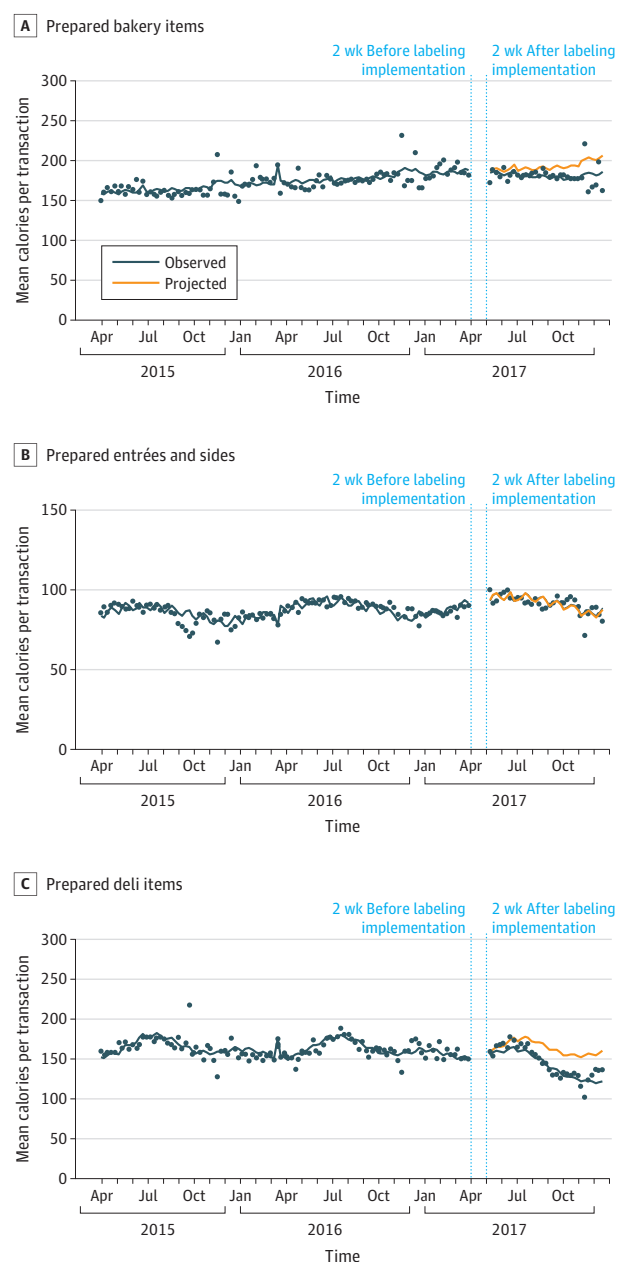 A Prepared bakery items
2 wk Before labeling implementation
2 wk After labeling implementation
Mean calories per transaction
300
250
200
150
100
50
0
Observed
Projected
Apr Jul Oct Jan Apr Jul Oct Jan Apr Jul Oct
2015 2016 2017
Time
B Prepared entrées and sides
2 wk Before labeling implementation
2 wk After labeling implementation
Mean calories per transaction
150
100
50
0
Apr Jul Oct Jan Apr Jul Oct Jan Apr Jul Oct
2015 2016 2017
Time
C Prepared deli items
2 wk Before labeling implementation
2 wk After labeling implementation
Mean calories per transaction
300
250
200
150
100
50
0
Apr Jul Oct Jan Apr Jul Oct Jan Apr Jul Oct
2015 2016 2017
Time